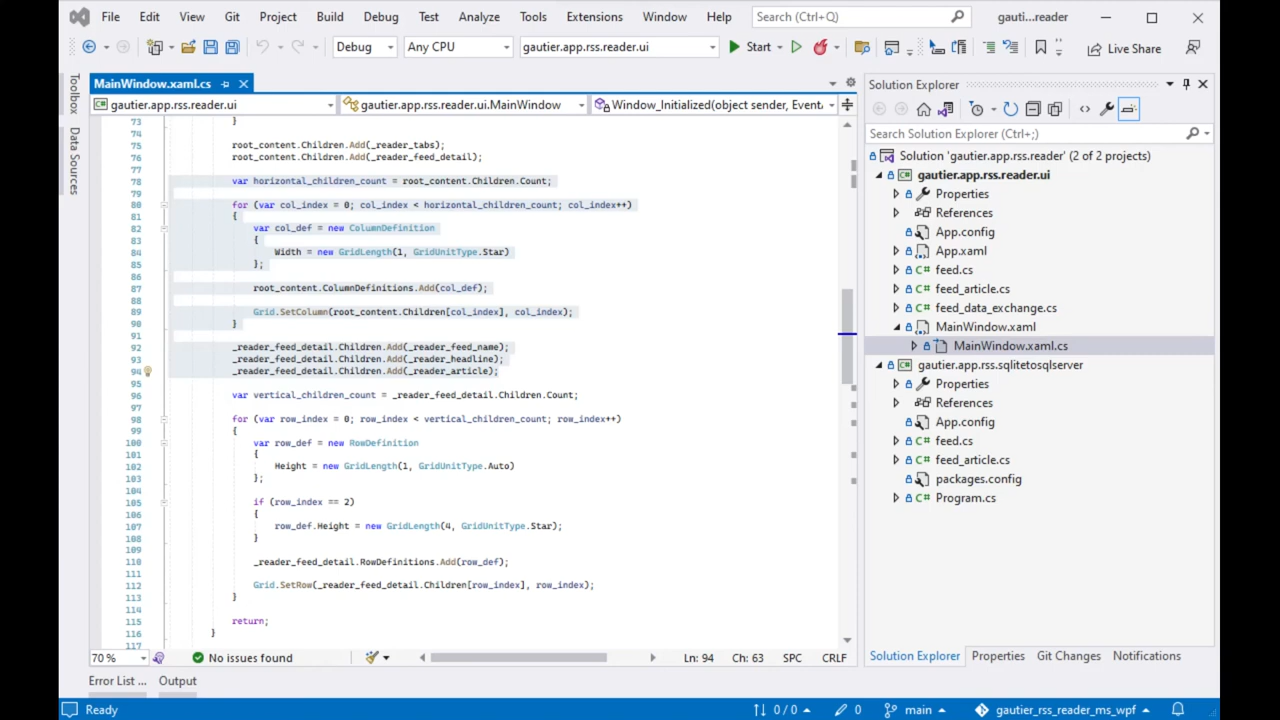 File Edit View Git Project Build Debug Test Analyze Tools Extensions Window Help Search (Ctrl+Q) gauti...reader
Debug Any CPU gautier.app.rss.reader.ui Start Live Share
Toolbox
Data Sources
MainWindow.xaml.cs
gautier.app.rss.reader.ui gautier.app.rss.reader.ui.MainWindow Window_Initialized(object sender, Event
73 }
74
75 root_content.Children.Add(_reader_tabs);
76 root_content.Children.Add(_reader_feed_detail);
77
78 var horizontal_children_count = root_content.Children.Count;
79
80 for (var col_index = 0; col_index < horizontal_children_count; col_index++)
81 {
82 var col_def = new ColumnDefinition
83 {
84 Width = new GridLength(1, GridUnitType.Star)
85 };
86
87 root_content.ColumnDefinitions.Add(col_def);
88
89 Grid.SetColumn(root_content.Children[col_index], col_index);
90 }
91
92 _reader_feed_detail.Children.Add(_reader_feed_name);
93 _reader_feed_detail.Children.Add(_reader_headline);
94 _reader_feed_detail.Children.Add(_reader_article);
95
96 var vertical_children_count = _reader_feed_detail.Children.Count;
97
98 for (var row_index = 0; row_index < vertical_children_count; row_index++)
99 {
100 var row_def = new RowDefinition
101 {
102 Height = new GridLength(1, GridUnitType.Auto)
103 };
104
105 if (row_index == 2)
106 {
107 row_def.Height = new GridLength(4, GridUnitType.Star);
108 }
109
110 _reader_feed_detail.RowDefinitions.Add(row_def);
111
112 Grid.SetRow(_reader_feed_detail.Children[row_index], row_index);
113 }
114
115 return;
116 }
117
70 % No issues found Ln: 94 Ch: 63 SPC CRLF
Solution Explorer
Search Solution Explorer (Ctrl+;)
Solution 'gautier.app.rss.reader' (2 of 2 projects)
gautier.app.rss.reader.ui
Properties
References
App.config
App.xaml
C# feed.cs
C# feed_article.cs
C# feed_data_exchange.cs
MainWindow.xaml
MainWindow.xaml.cs
gautier.app.rss.sqlitetosqlserver
Properties
References
App.config
C# feed.cs
C# feed_article.cs
packages.config
C# Program.cs
Solution Explorer Properties Git Changes Notifications
Error List ... Output
Ready 0 / 0 0 main gautier_rss_reader_ms_wpf